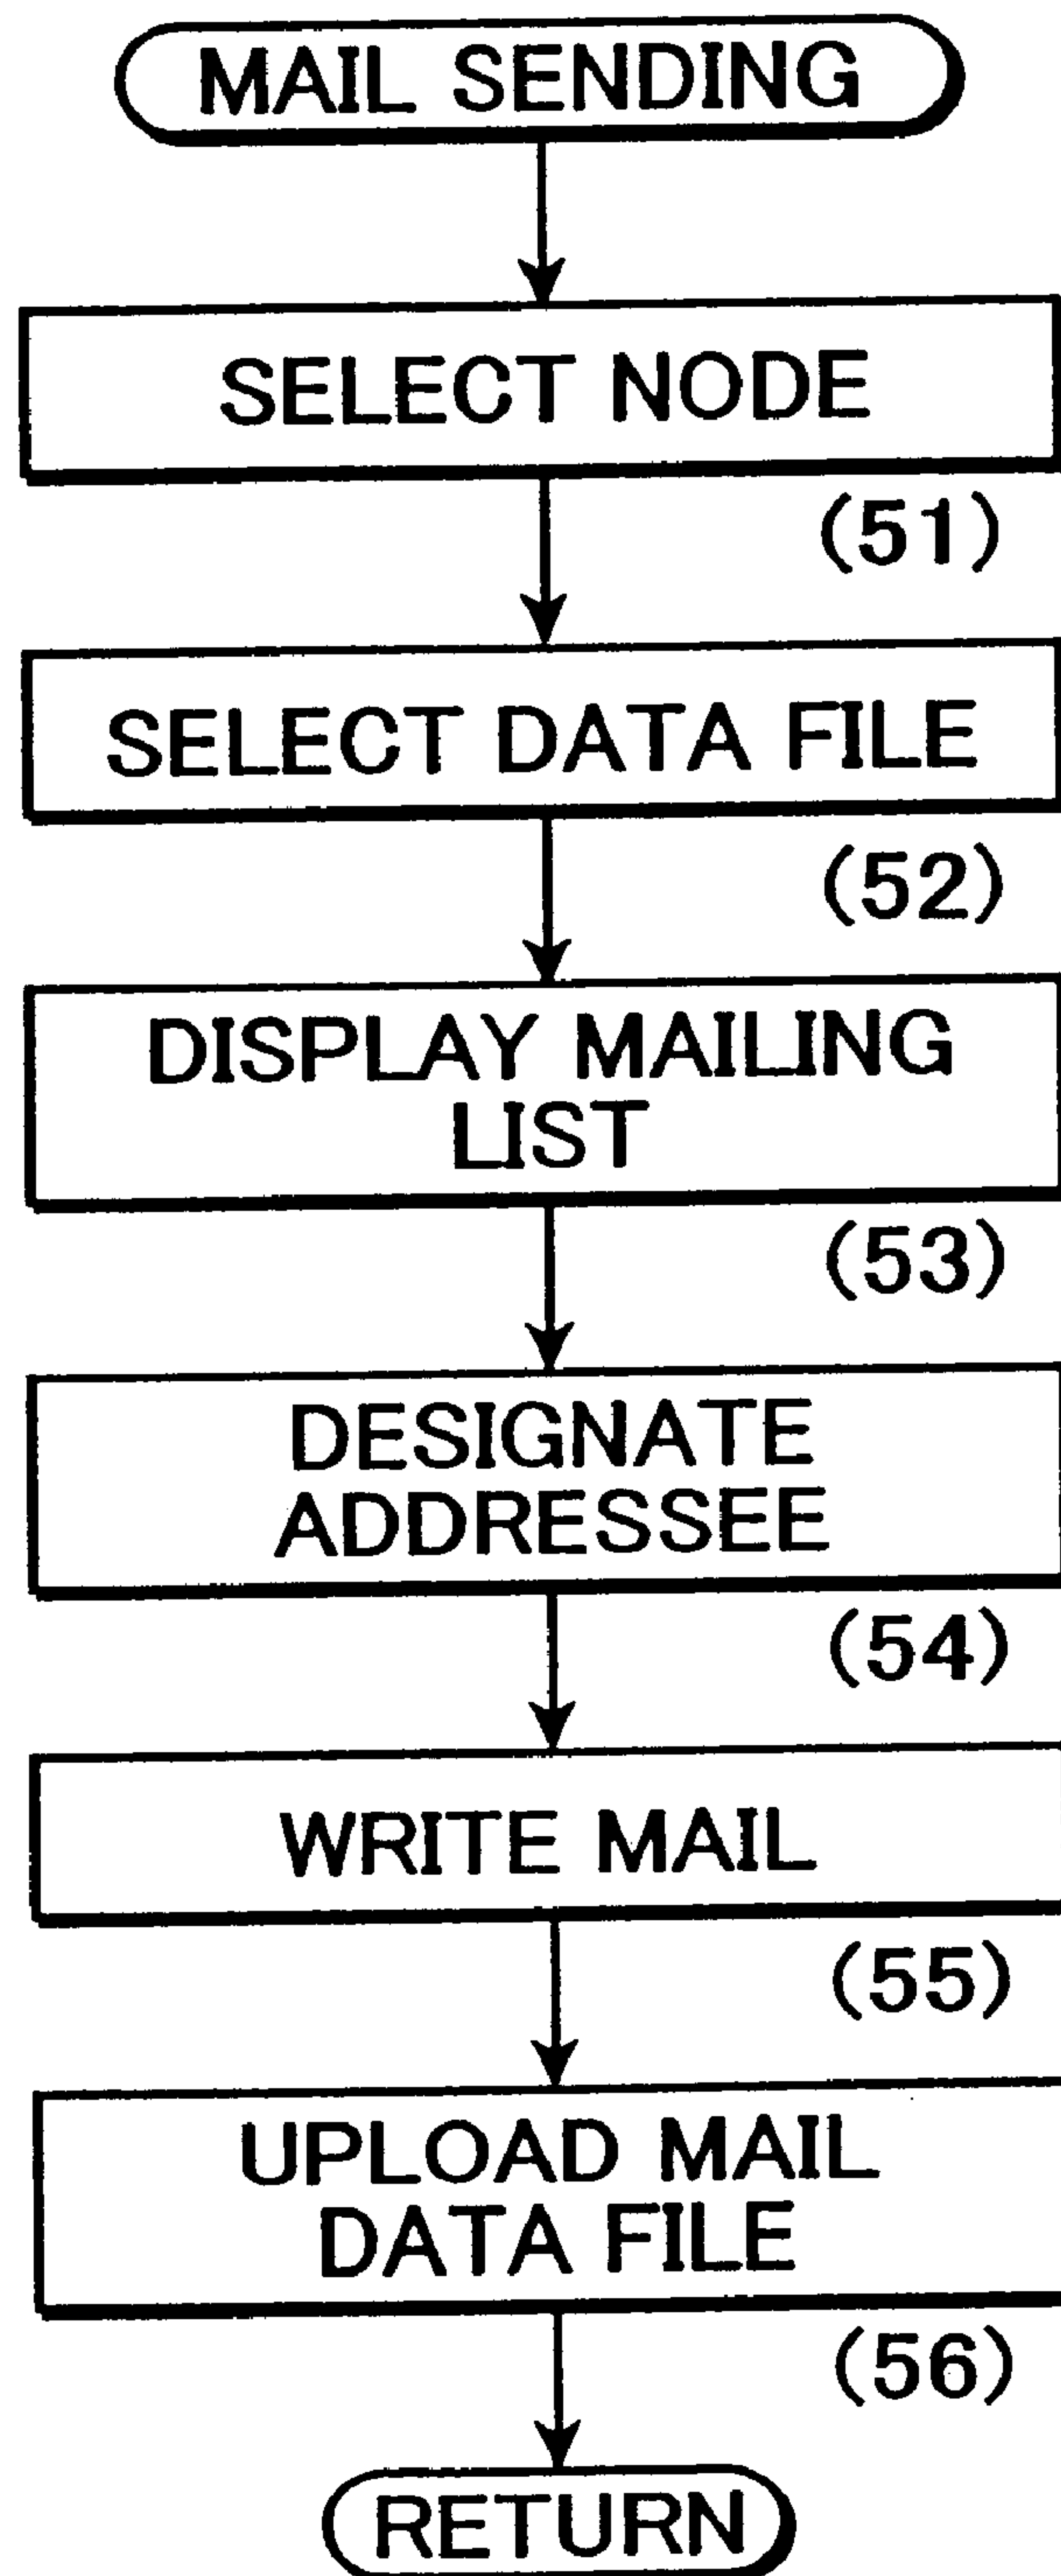 MAIL SENDING
SELECT NODE
(51)
SELECT DATA FILE
(52)
DISPLAY MAILING
LIST
(53)
DESIGNATE
ADDRESSEE
(54)
WRITE MAIL
(55)
UPLOAD MAIL
DATA FILE
(56)
RETURN